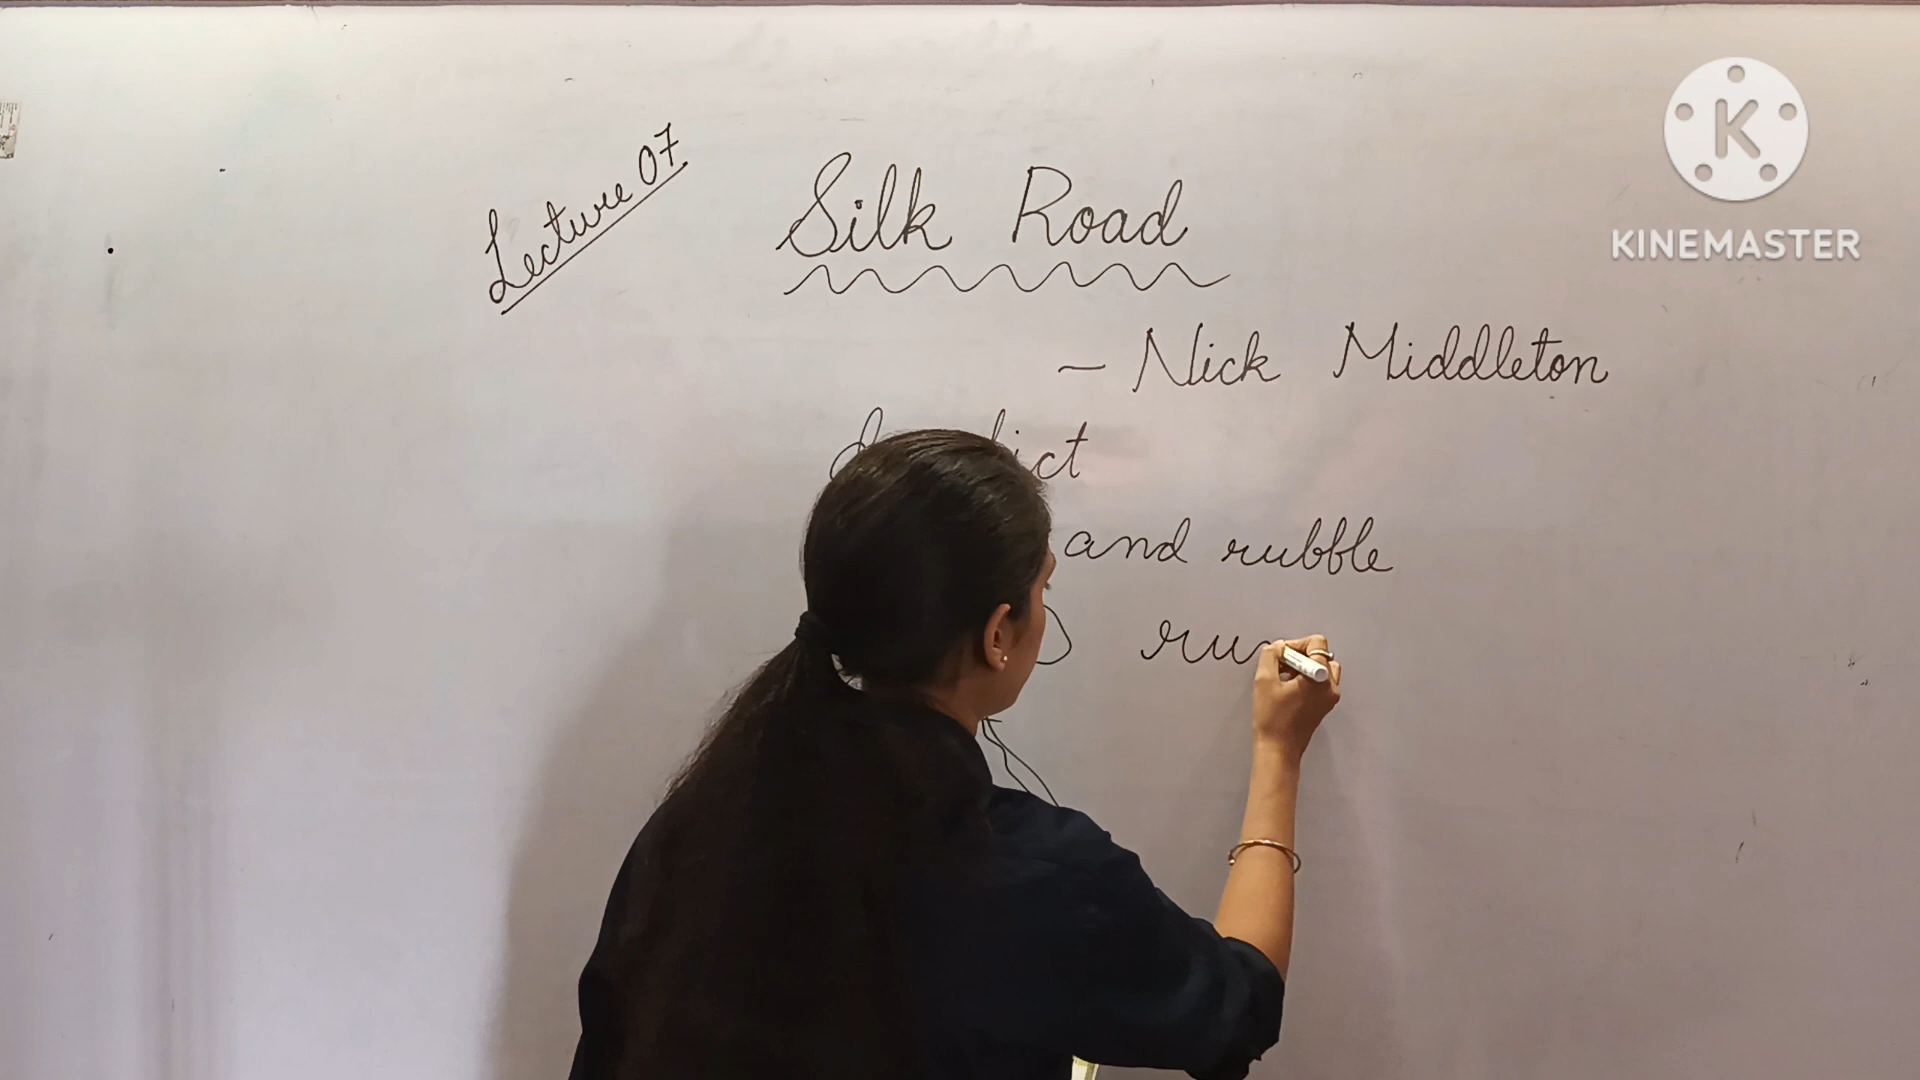 Lecture 07
Silk Road
- Nick Middleton
and rubble
K
KINEMASTER